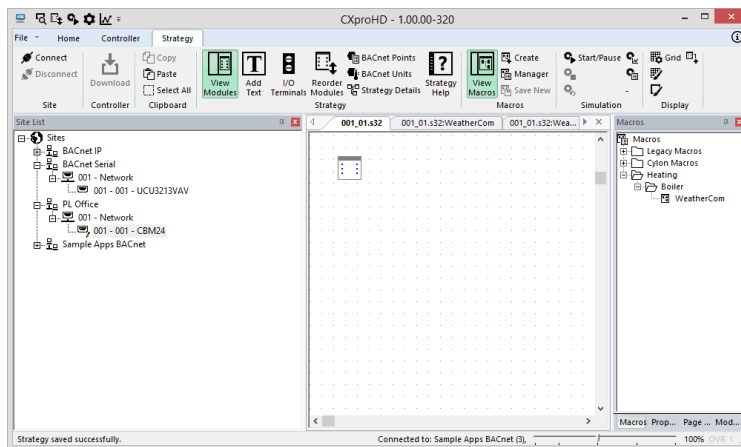 CXproHD - 1.00.00-320
File Home Controller Strategy
Connect
Disconnect
Site
Download
Controller
Copy
Paste
Select All
Clipboard
View Modules
Add Text
I/O Terminals
Reorder Modules
BACnet Points
BACnet Units
Strategy Details
Strategy Help
Strategy
View Macros
Create
Manager
Save New
Macros
Start/Pause
-
Simulation
Grid
Display
Site List
Sites
BACnet IP
BACnet Serial
001 - Network
001 - 001 - UCU3213VAV
PL Office
001 - Network
001 - 001 - CBM24
Sample Apps BACnet
001_01.s32 001_01.s32:WeatherCom 001_01.s32:Wea...
Macros
Macros
Legacy Macros
Cylon Macros
Heating
Boiler
WeatherCom
Macros Prop... Page ... Mod...
Strategy saved successfully. Connected to: Sample Apps BACnet (3), 100% OVR